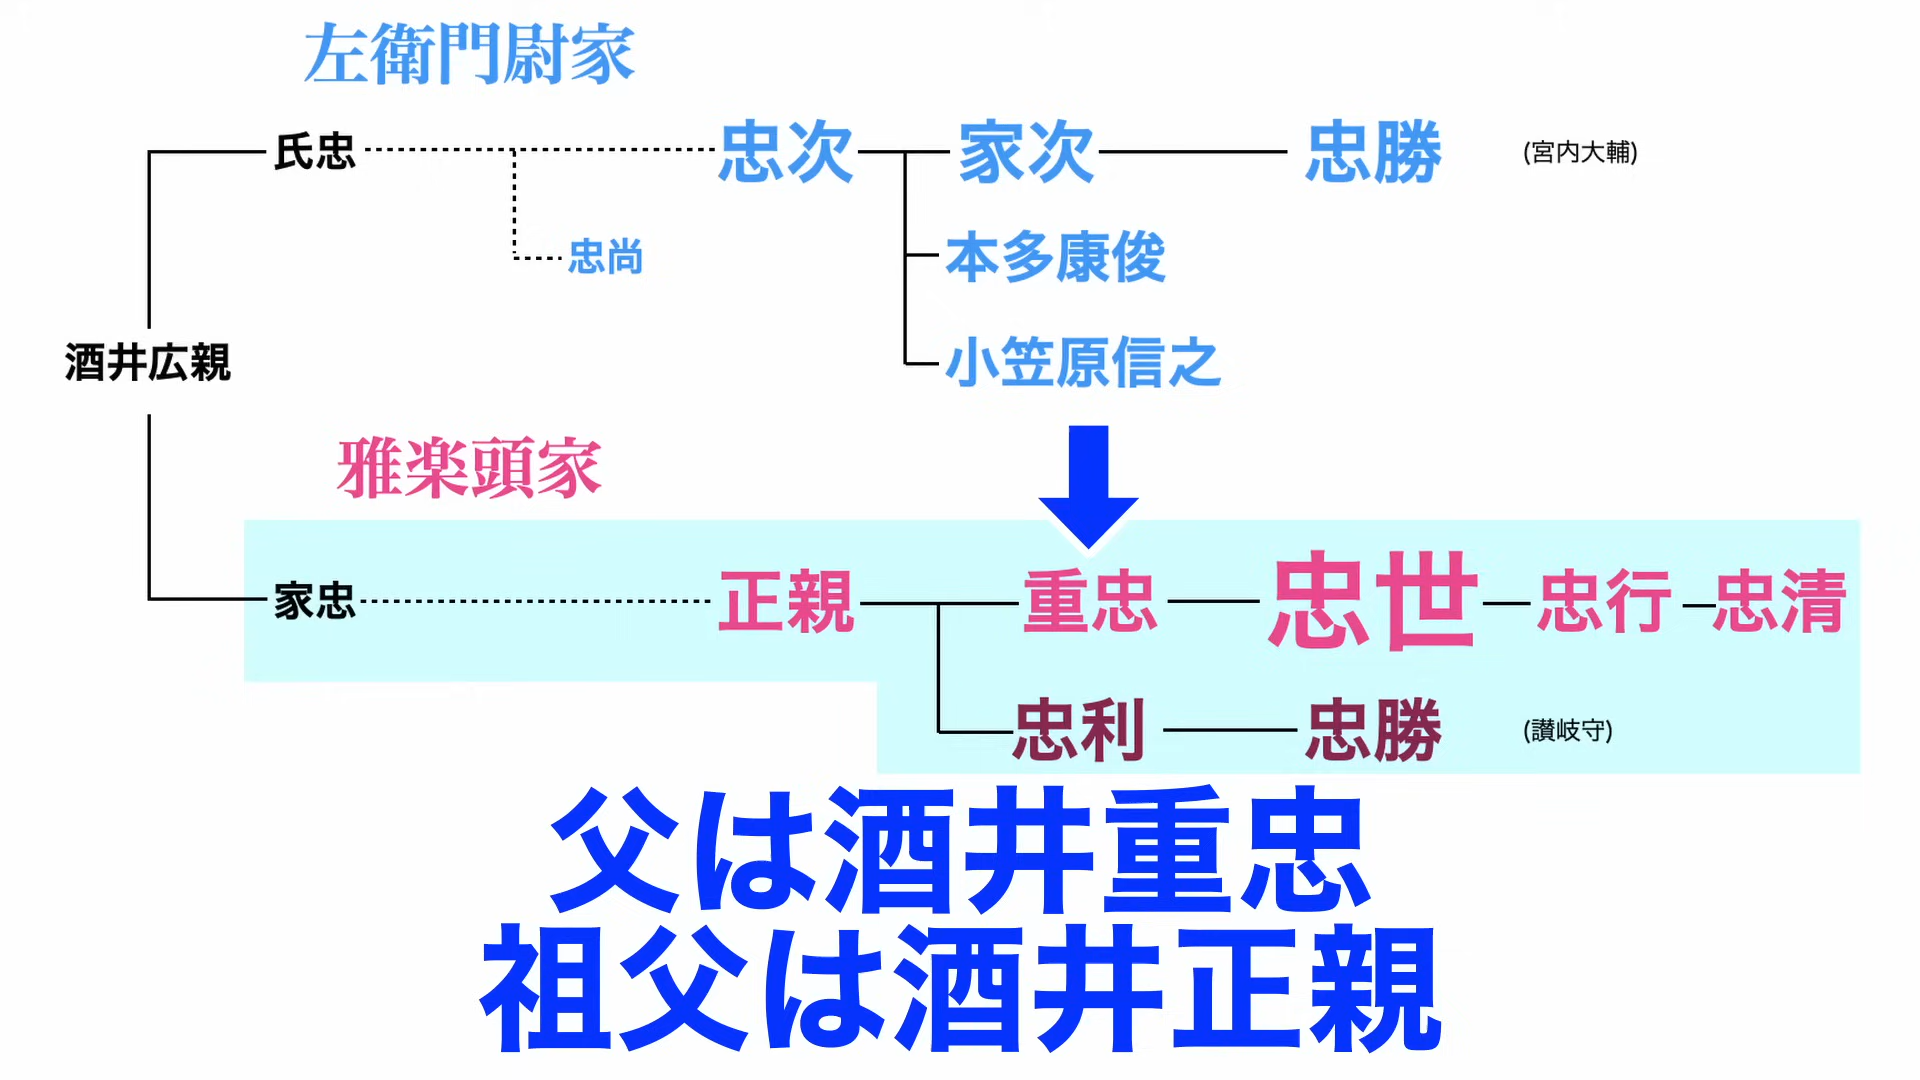 左衛門尉家
氏忠 忠次 家次 忠勝 (宮内大輔)
忠尚 本多康俊
酒井広親 小笠原信之
雅楽頭家
家忠 正親 重忠 忠世 忠行 忠清
忠利 忠勝 (讃岐守)
父は酒井重忠
祖父は酒井正親